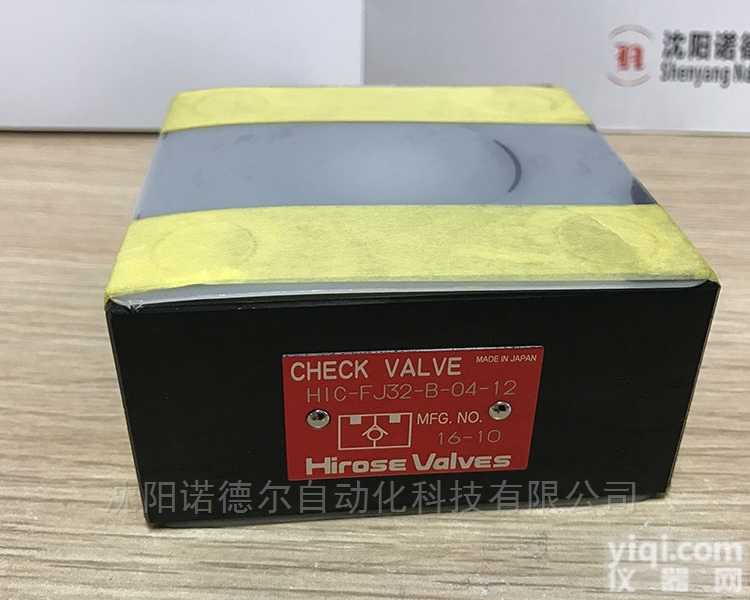 沈阳诺德
Shenyang Nu
CHECK VALVE
MADE IN JAPAN
HIC-FJ32-B-04-12
MFG. NO.
16-10
Hirose Valves
沈阳诺德尔自动化科技有限公司
yiqi.com
仪器网